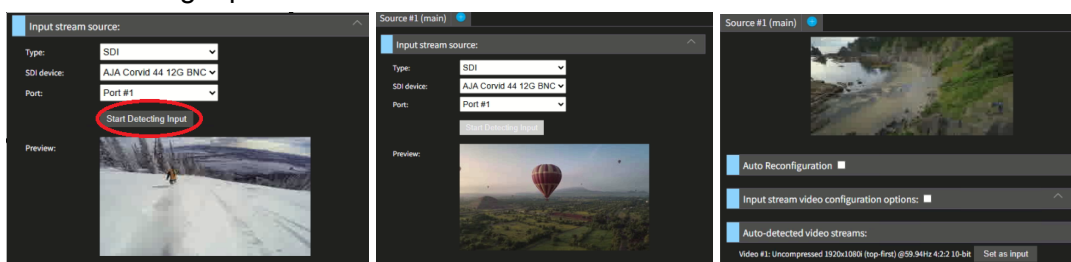 Input stream source:
Type: SDI
SDI device: AJA Corvid 44 12G BNC
Port: Port #1
Start Detecting Input
Preview:
Source #1 (main)
Input stream source:
Type: SDI
SDI device: AJA Corvid 44 12G BNC
Port: Port #1
Start Detecting Input
Preview:
Source #1 (main)
Auto Reconfiguration
Input stream video configuration options:
Auto-detected video streams:
Video #1: Uncompressed 1920x1080i (top-first) @59.94Hz 4:2:2 10-bit Set as input